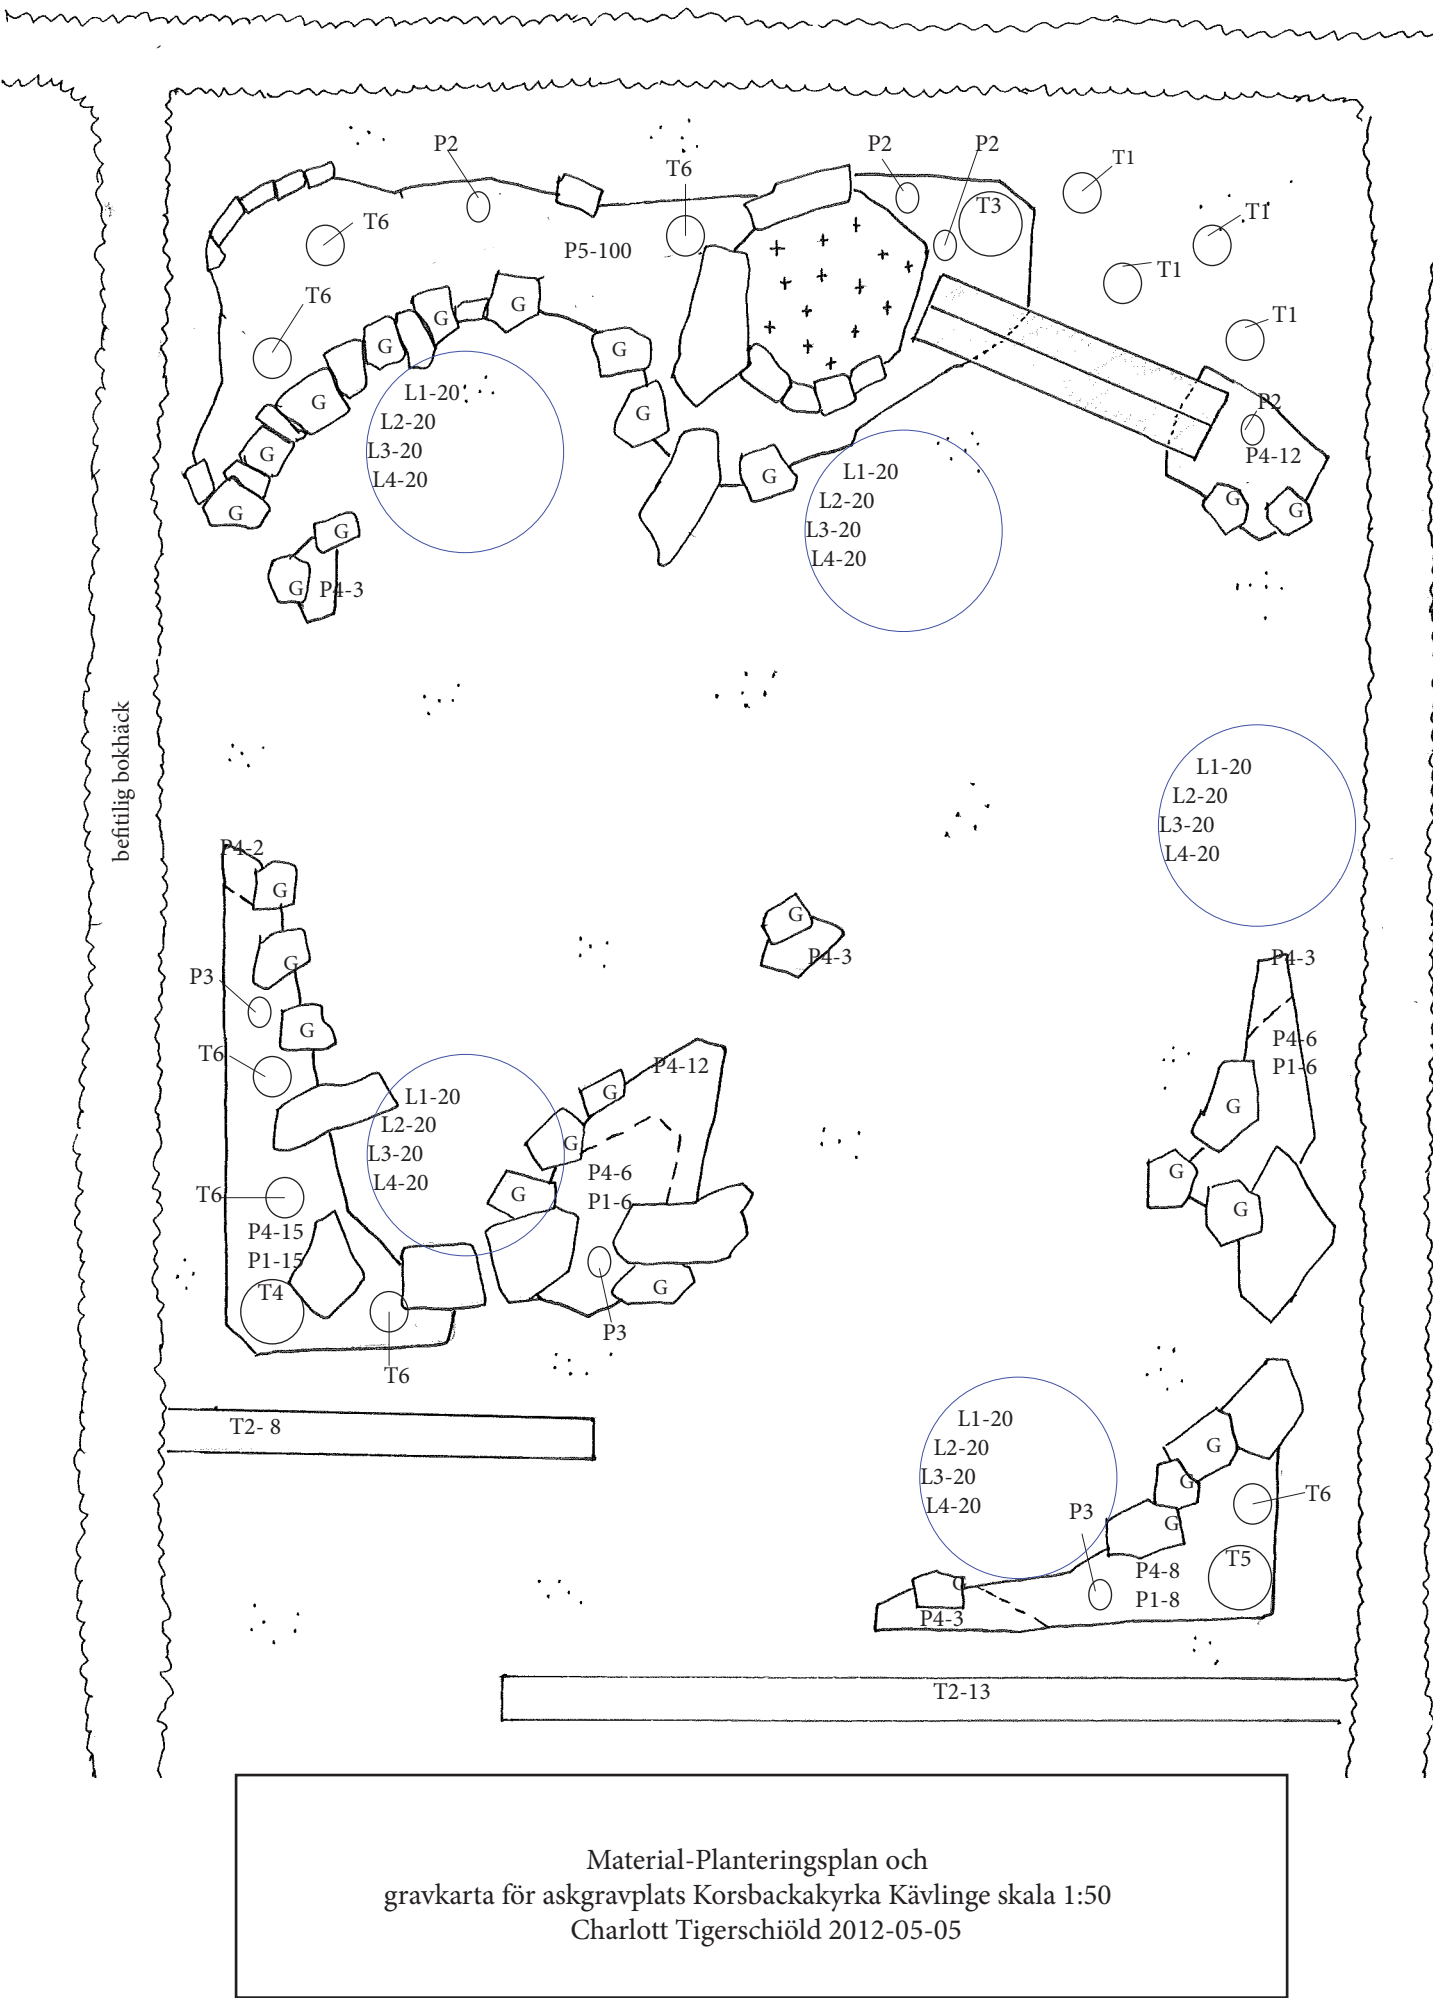 P2
P2
P2
T1
T6
T3
T6
T1
P5-100
T1
T6
G
G
T1
G
G
L1-20
G
P2
G
L2-20
L3-20
G
P4-12
L4-20
G
L1-20
G
L2-20
G
G
G
L3-20
L4-20
G
P4-3
befitilig bokhäck
L1-20
L2-20
L3-20
L4-20
P4-2
G
G
P4-3
G
P3
P4-3
G
P4-6
P1-6
T6
P4-12
G
L1-20
L2-20
L3-20
L4-20
G
G
G
P4-6
P1-6
G
G
G
T6
P4-15
P1-15
T4
G
P3
T6
T2- 8
L1-20
L2-20
L3-20
L4-20
G
G
T6
P3
G
T5
P4-8
P1-8
G
P4-3
T2-13
Material-Planteringsplan och
gravkarta för askgravplats Korsbackakyrka Kävlinge skala 1:50
Charlott Tigerschiöld 2012-05-05